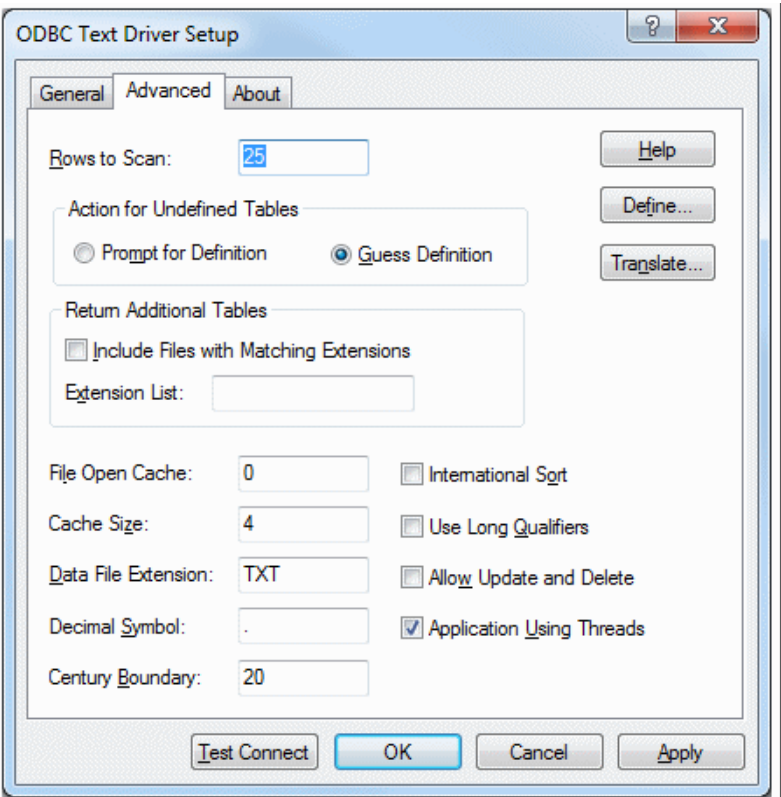 ODBC Text Driver Setup
?
General Advanced About
Rows to Scan: 25
Help
Action for Undefined Tables
Define...
Prompt for Definition Guess Definition
Translate...
Return Additional Tables
Include Files with Matching Extensions
Extension List:
File Open Cache: 0 International Sort
Cache Size: 4 Use Long Qualifiers
Data File Extension: TXT Allow Update and Delete
Decimal Symbol: . Application Using Threads
Century Boundary: 20
Test Connect OK Cancel Apply